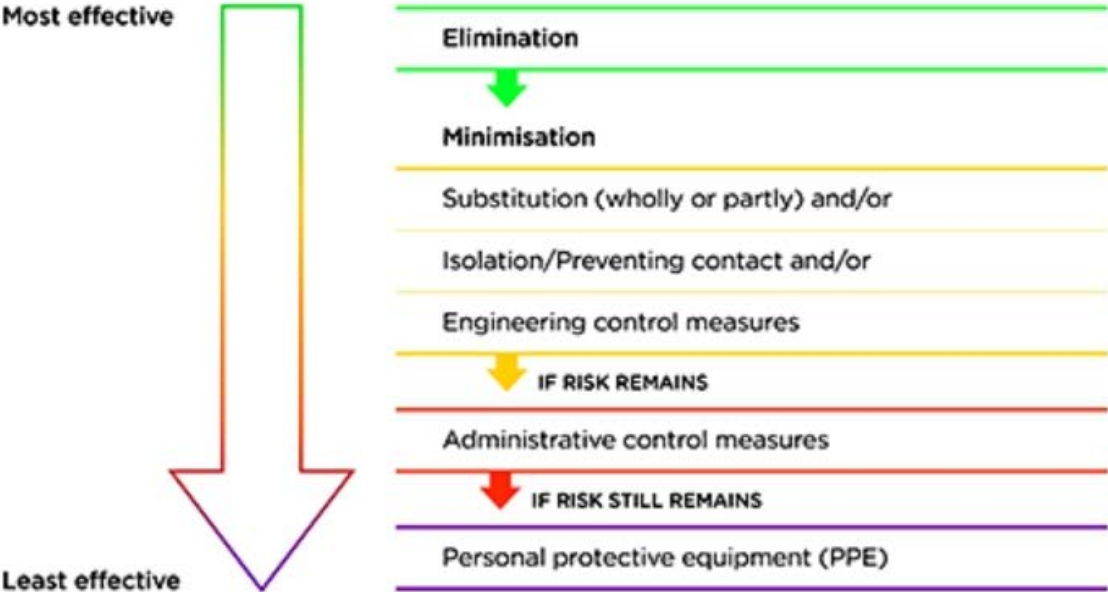 Most effective
Elimination
Minimisation
Substitution (wholly or partly) and/or
Isolation/Preventing contact and/or
Engineering control measures
IF RISK REMAINS
Administrative control measures
IF RISK STILL REMAINS
Personal protective equipment (PPE)
Least effective